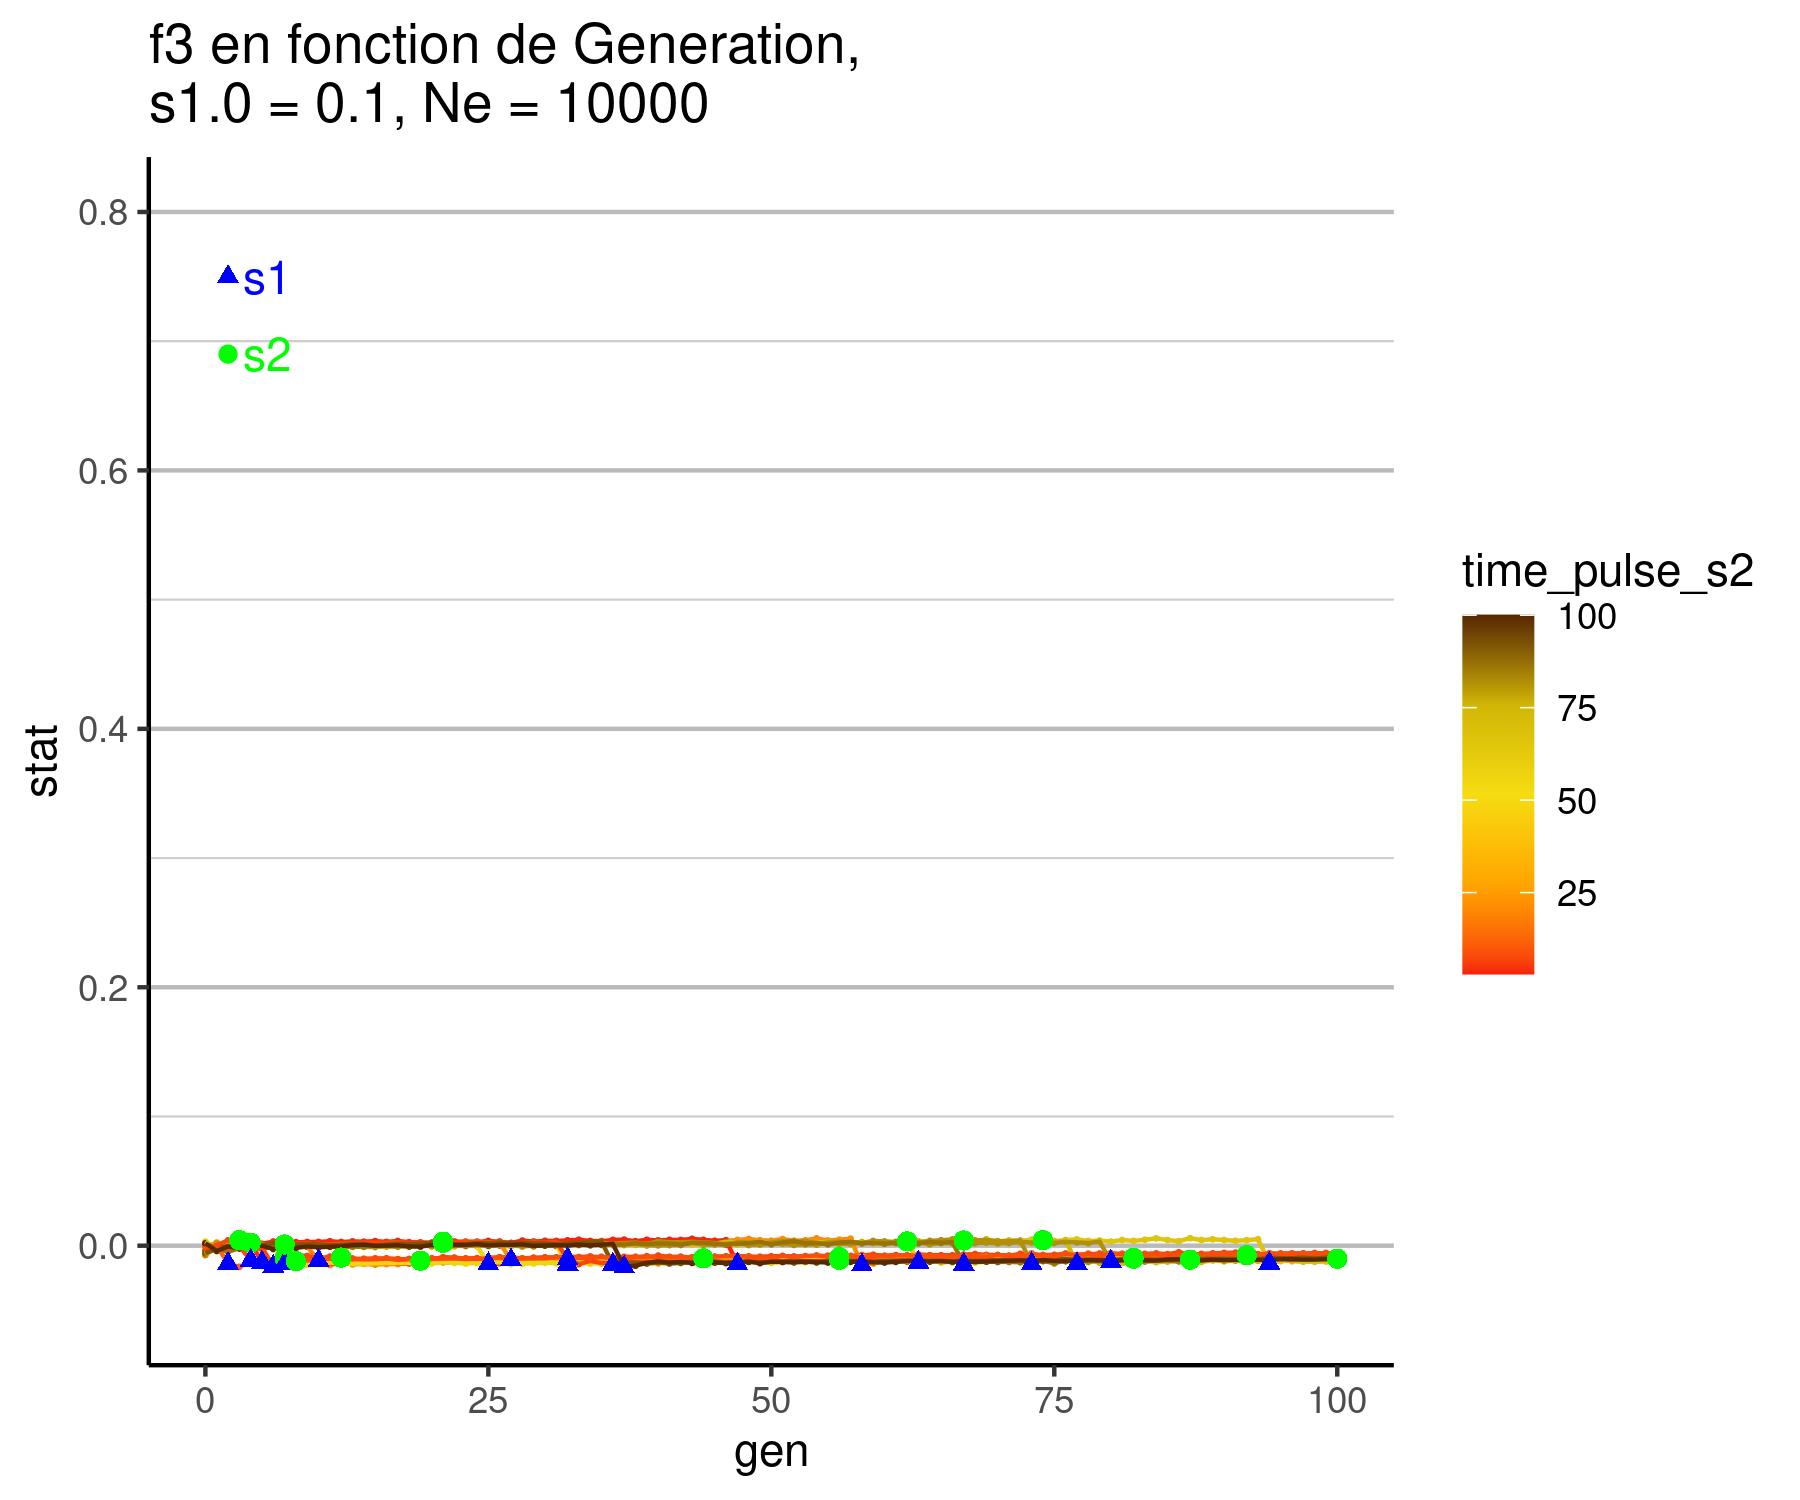 f3 en fonction de Generation,
s1.0 = 0.1, Ne = 10000
0.8
s1
s2
0.6
0.4
0.2
0.0
stat
0 25 50 75 100
gen
time_pulse_s2
100
75
50
25